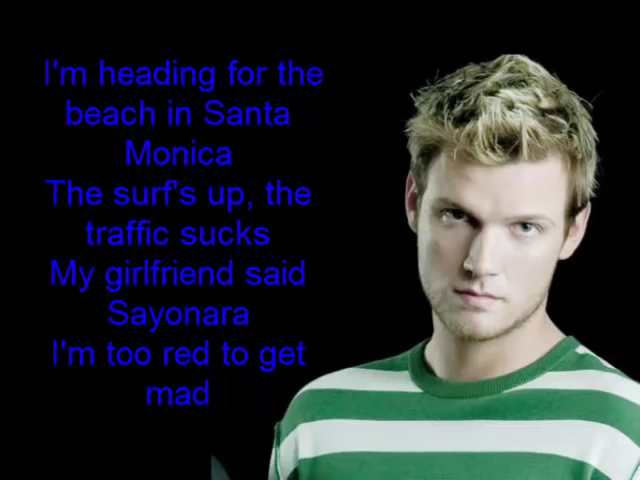 I'm heading for the
beach in Santa
Monica
The surf's up, the
traffic sucks
My girlfriend said
Sayonara
I'm too red to get
mad